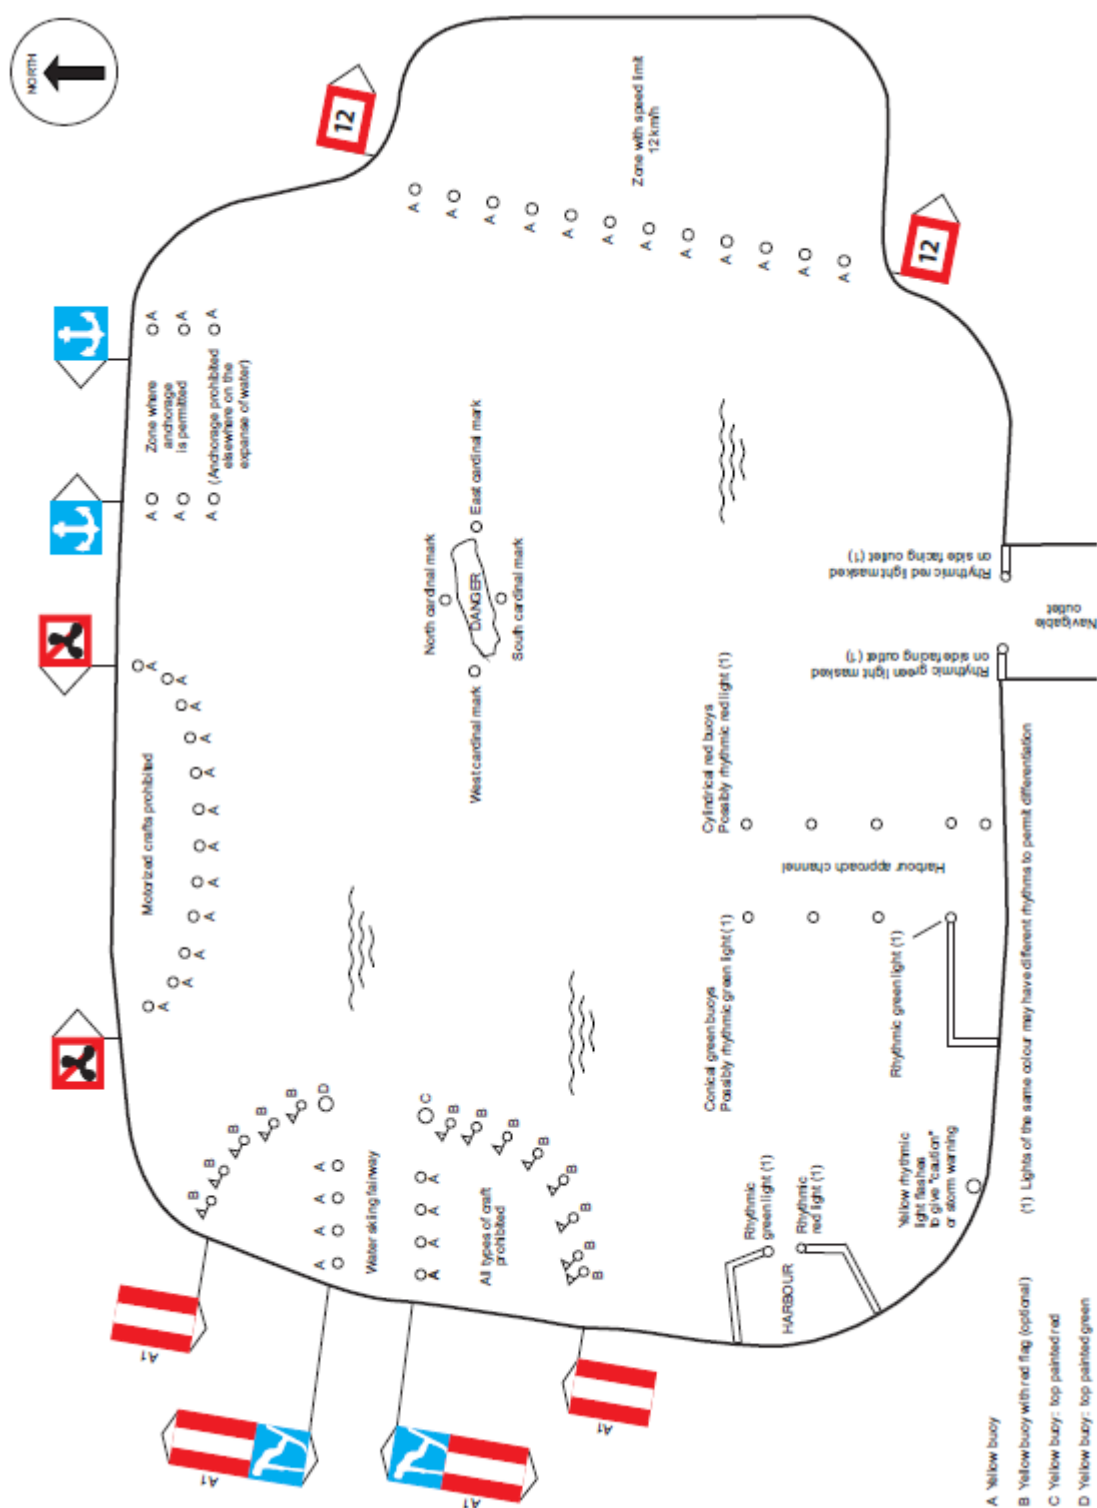 NORTH
A1
A1
A1
A1
12
12
Zone where
anchorage
is permitted
(Anchorage prohibited
elsewhere on the
expanse of water)
A
A
A
A
A
Motorized crafts prohibited
A
A
A
A
A
A
A
A
A
A
A
A
B
B
B
B
B
D
A
A
A
A
Water skiing fairway
C
A
A
A
A
All types of craft
prohibited
B
B
B
B
B
B
B
B
North cardinal mark
West cardinal mark
DANGER
East cardinal mark
South cardinal mark
A
A
A
A
A
A
A
A
A
A
A
A
Zone with speed limit
12 km/h
Conical green buoys
Possibly rhythmic green light (1)
Cylindrical red buoys
Possibly rhythmic red light (1)
Harbour approach channel
Rhythmic
green light (1)
HARBOUR
Rhythmic
red light (1)
Rhythmic green light (1)
Yellow rhythmic
light flashes
to give "caution"
or storm warning
Rhythmic green light masked
on side facing outlet (1)
Rhythmic red light masked
on side facing outlet (1)
Navigable
outlet
A Yellow buoy
B Yellow buoy with red flag (optional)
C Yellow buoy: top painted red
D Yellow buoy: top painted green
(1) Lights of the same colour may have different rhythms to permit differentiation